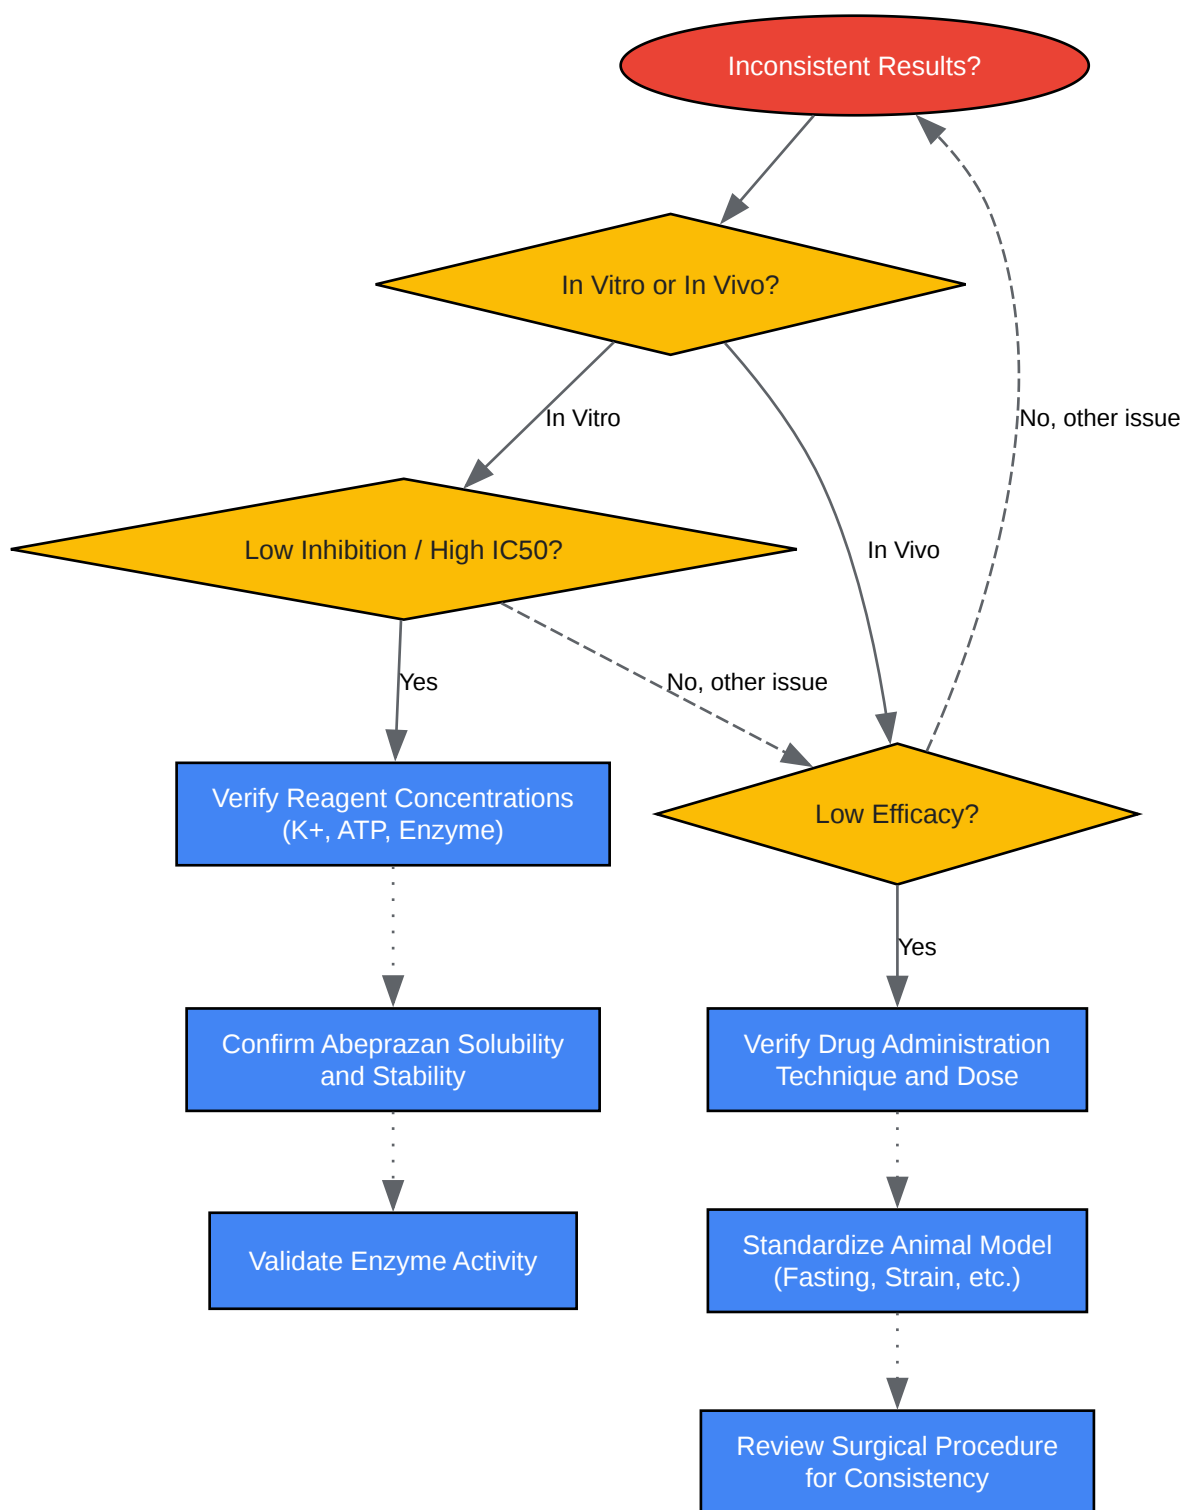 Inconsistent Results?
In Vitro or In Vivo?
In Vitro
No, other issue
Low Inhibition / High IC50?
In Vivo
Yes
No, other issue
Verify Reagent Concentrations
(K+, ATP, Enzyme)
Low Efficacy?
Yes
Confirm Abeprazan Solubility
and Stability
Verify Drug Administration
Technique and Dose
Validate Enzyme Activity
Standardize Animal Model
(Fasting, Strain, etc.)
Review Surgical Procedure
for Consistency